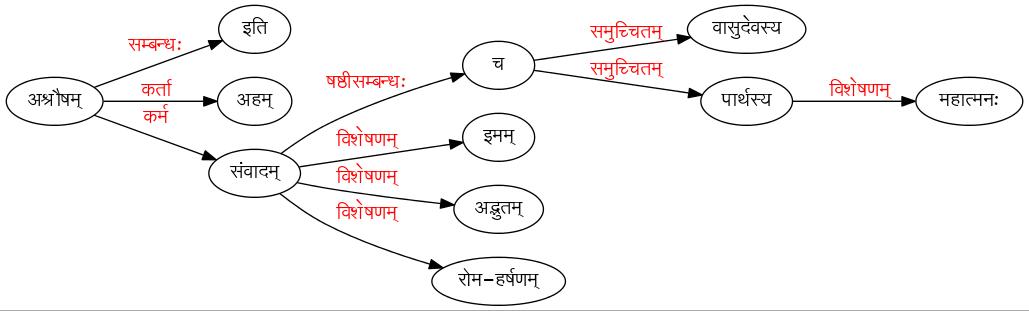 इति
वासुदेवस्य
सम्बन्धः
समुच्चितम्
च
समुच्चितम्
अश्रौषम्
कर्ता
अहम्
षष्ठीसम्बन्धः
पार्थस्य
विशेषणम्
महात्मनः
कर्म
विशेषणम्
इमम्
संवादम्
विशेषणम्
अद्भुतम्
विशेषणम्
रोम-हर्षणम्